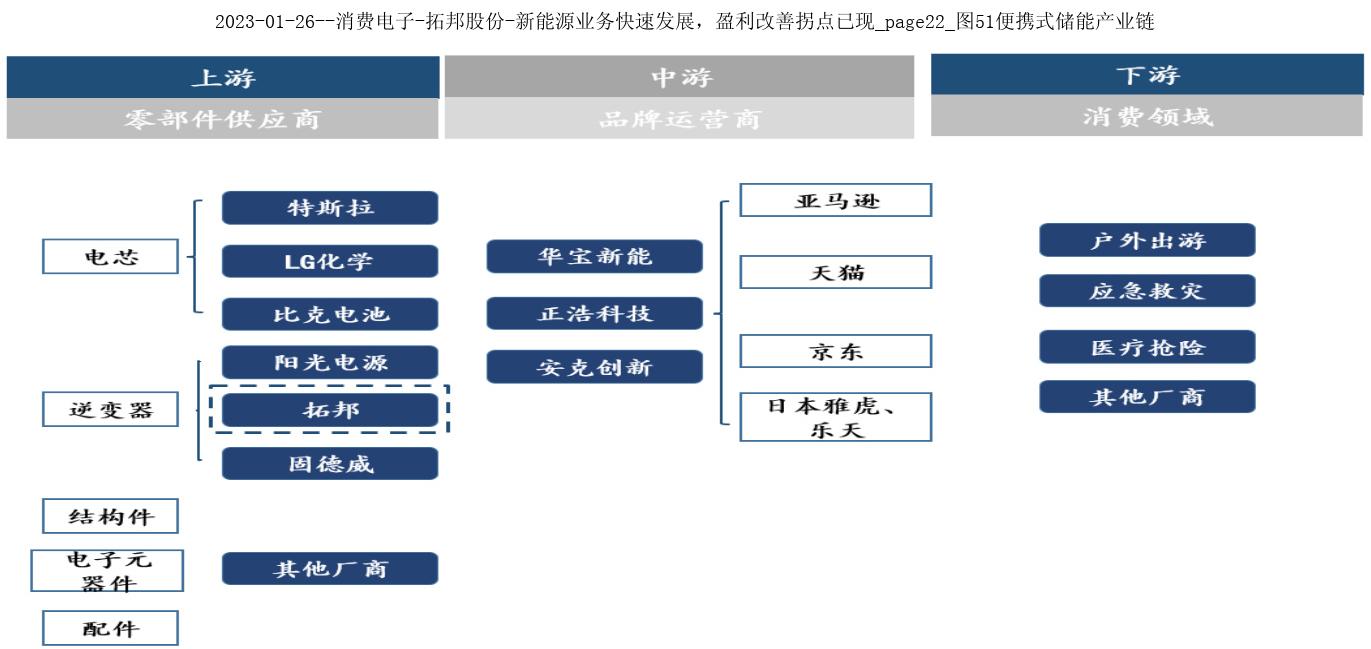 2023-01-26--消费电子-拓邦股份-新能源业务快速发展，盈利改善拐点已现_page22_图51便携式储能产业链
上游
零部件供应商
中游
品牌运营商
下游
消费领域
电芯
特斯拉
LG化学
比克电池
逆变器
阳光电源
拓邦
固德威
结构件
电子元
器件
配件
其他厂商
华宝新能
正浩科技
安克创新
亚马逊
天猫
京东
日本雅虎、
乐天
户外出游
应急救灾
医疗抢险
其他厂商